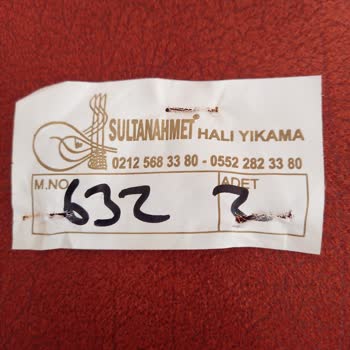 SULTANAHMET® HALI YIKAMA
0212 568 33 80 - 0552 282 33 80
M.NO 632 ADET 2